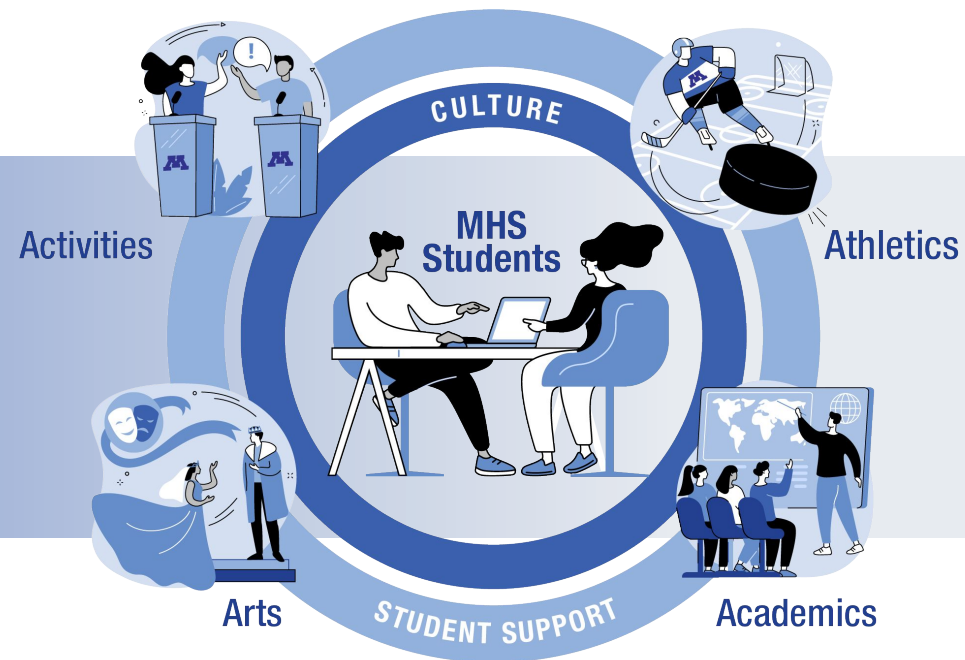 !
M
M
M
CULTURE
MHS
Students
Activities
Athletics
Arts
Academics
STUDENT SUPPORT